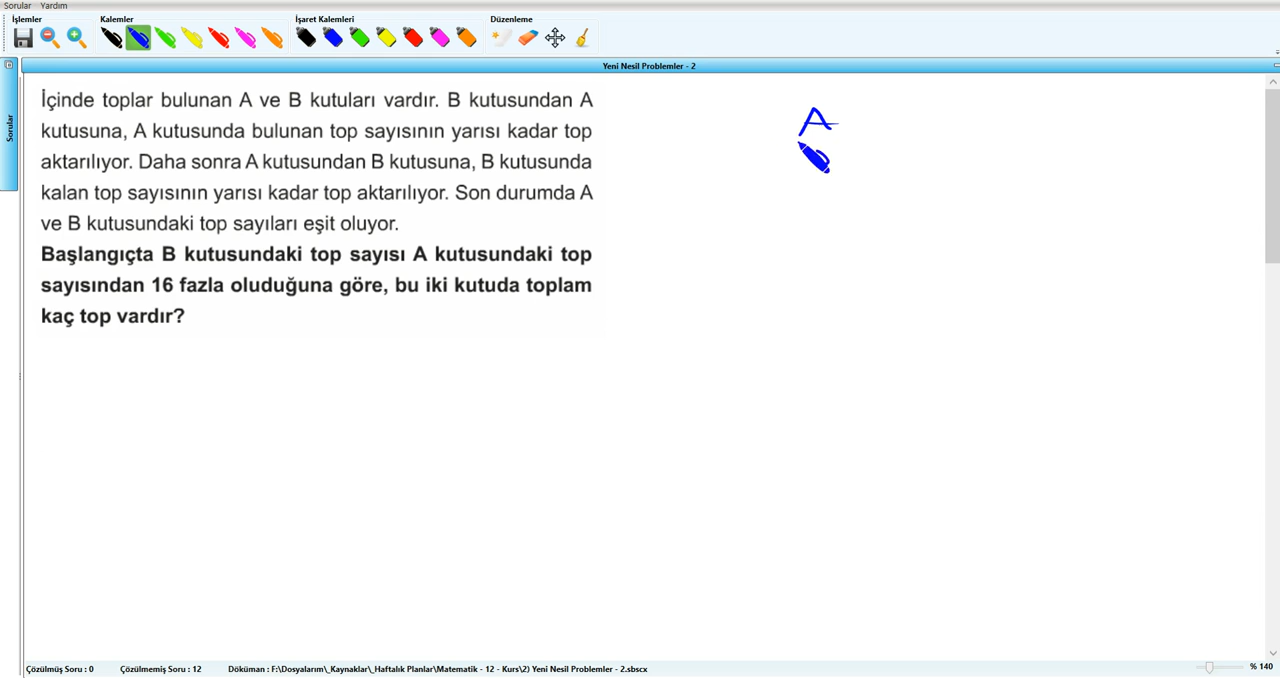 Sorular Yardım
İşlemler Kalemler İşaret Kalemleri Düzenleme
Yeni Nesil Problemler - 2
Sorular
İçinde toplar bulunan A ve B kutuları vardır. B kutusundan A
kutusuna, A kutusunda bulunan top sayısının yarısı kadar top
aktarılıyor. Daha sonra A kutusundan B kutusuna, B kutusunda
kalan top sayısının yarısı kadar top aktarılıyor. Son durumda A
ve B kutusundaki top sayıları eşit oluyor.
Başlangıçta B kutusundaki top sayısı A kutusundaki top
sayısından 16 fazla oluduğuna göre, bu iki kutuda toplam
kaç top vardır?
A
Çözülmüş Soru : 0 Çözülmemiş Soru : 12 Döküman : F:\Dosyalarım\_Kaynaklar\_Haftalık Planlar\Matematik - 12 - Kurs\2) Yeni Nesil Problemler - 2.sbscx % 140